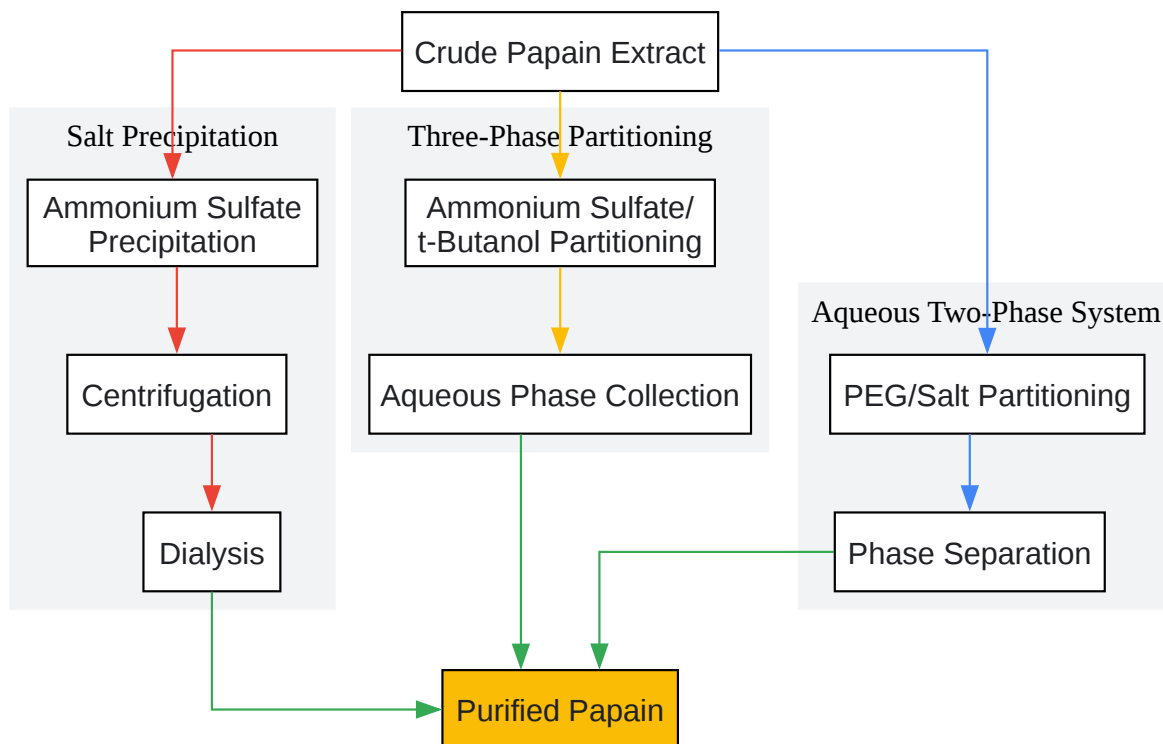 Crude Papain Extract
Salt Precipitation
Three-Phase Partitioning
Ammonium Sulfate
Precipitation
Ammonium Sulfate/
t-Butanol Partitioning
Aqueous Two-Phase System
Centrifugation
Aqueous Phase Collection
PEG/Salt Partitioning
Dialysis
Phase Separation
Purified Papain